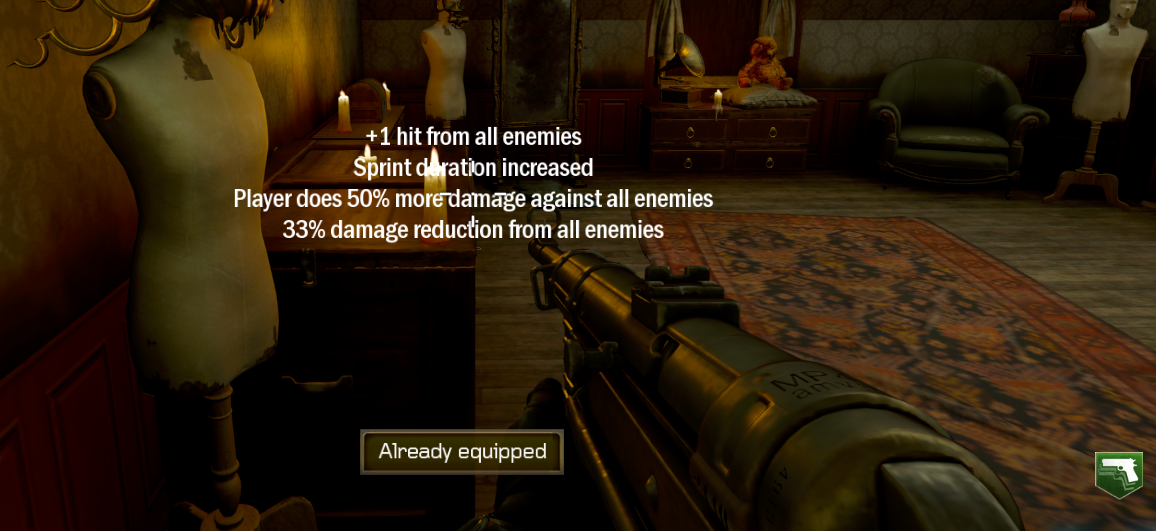 +1 hit from all enemies
Sprint duration increased
Player does 50% more damage against all enemies
33% damage reduction from all enemies
Already equipped